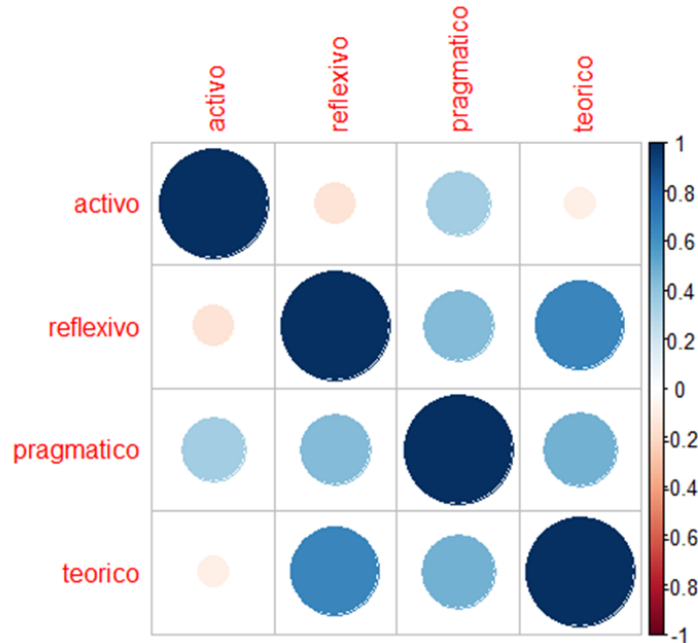 activo
reflexivo
pragmatico
teorico
activo
reflexivo
pragmatico
teorico
1
0.8
0.6
0.4
0.2
0
-0.2
-0.4
-0.6
-0.8
-1